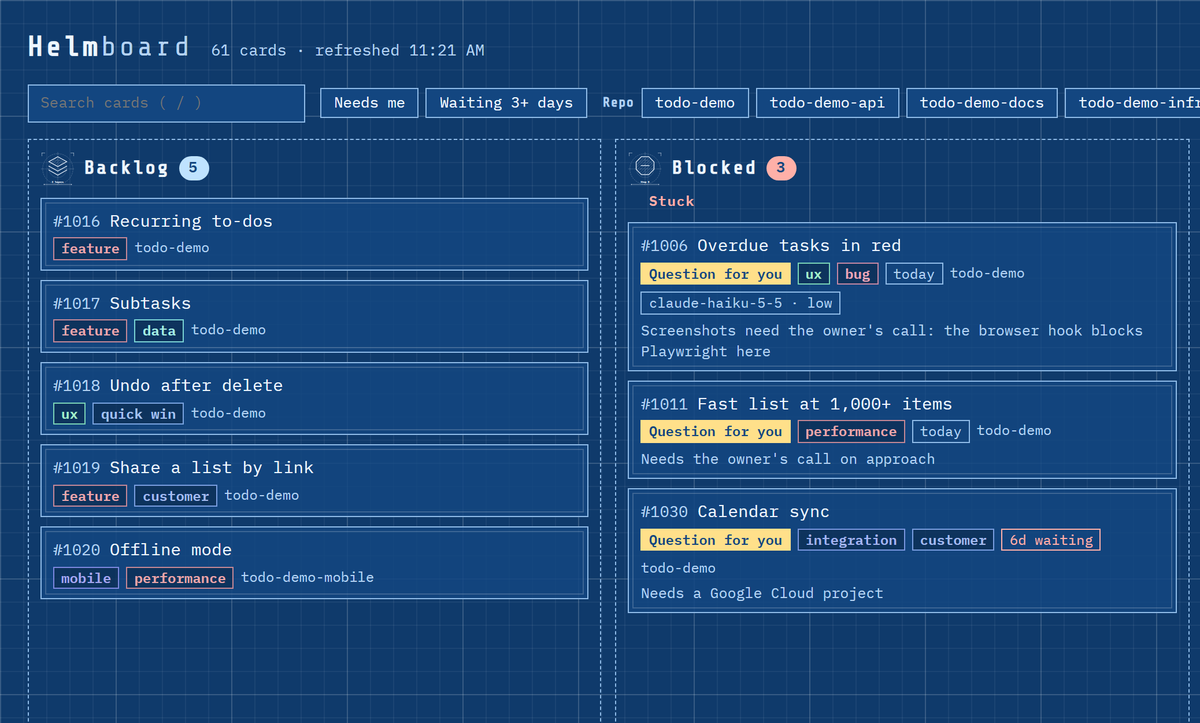 Helmboard 61 cards · refreshed 11:21 AM
Search cards ( / ) Needs me Waiting 3+ days Repo todo-demo todo-demo-api todo-demo-docs todo-demo-infr
Backlog 5
#1016 Recurring to-dos
feature todo-demo
#1017 Subtasks
feature data todo-demo
#1018 Undo after delete
ux quick win todo-demo
#1019 Share a list by link
feature customer todo-demo
#1020 Offline mode
mobile performance todo-demo-mobile
Blocked 3
Stuck
#1006 Overdue tasks in red
Question for you ux bug today todo-demo
claude-haiku-5-5 · low
Screenshots need the owner's call: the browser hook blocks
Playwright here
#1011 Fast list at 1,000+ items
Question for you performance today todo-demo
Needs the owner's call on approach
#1030 Calendar sync
Question for you integration customer 6d waiting
todo-demo
Needs a Google Cloud project